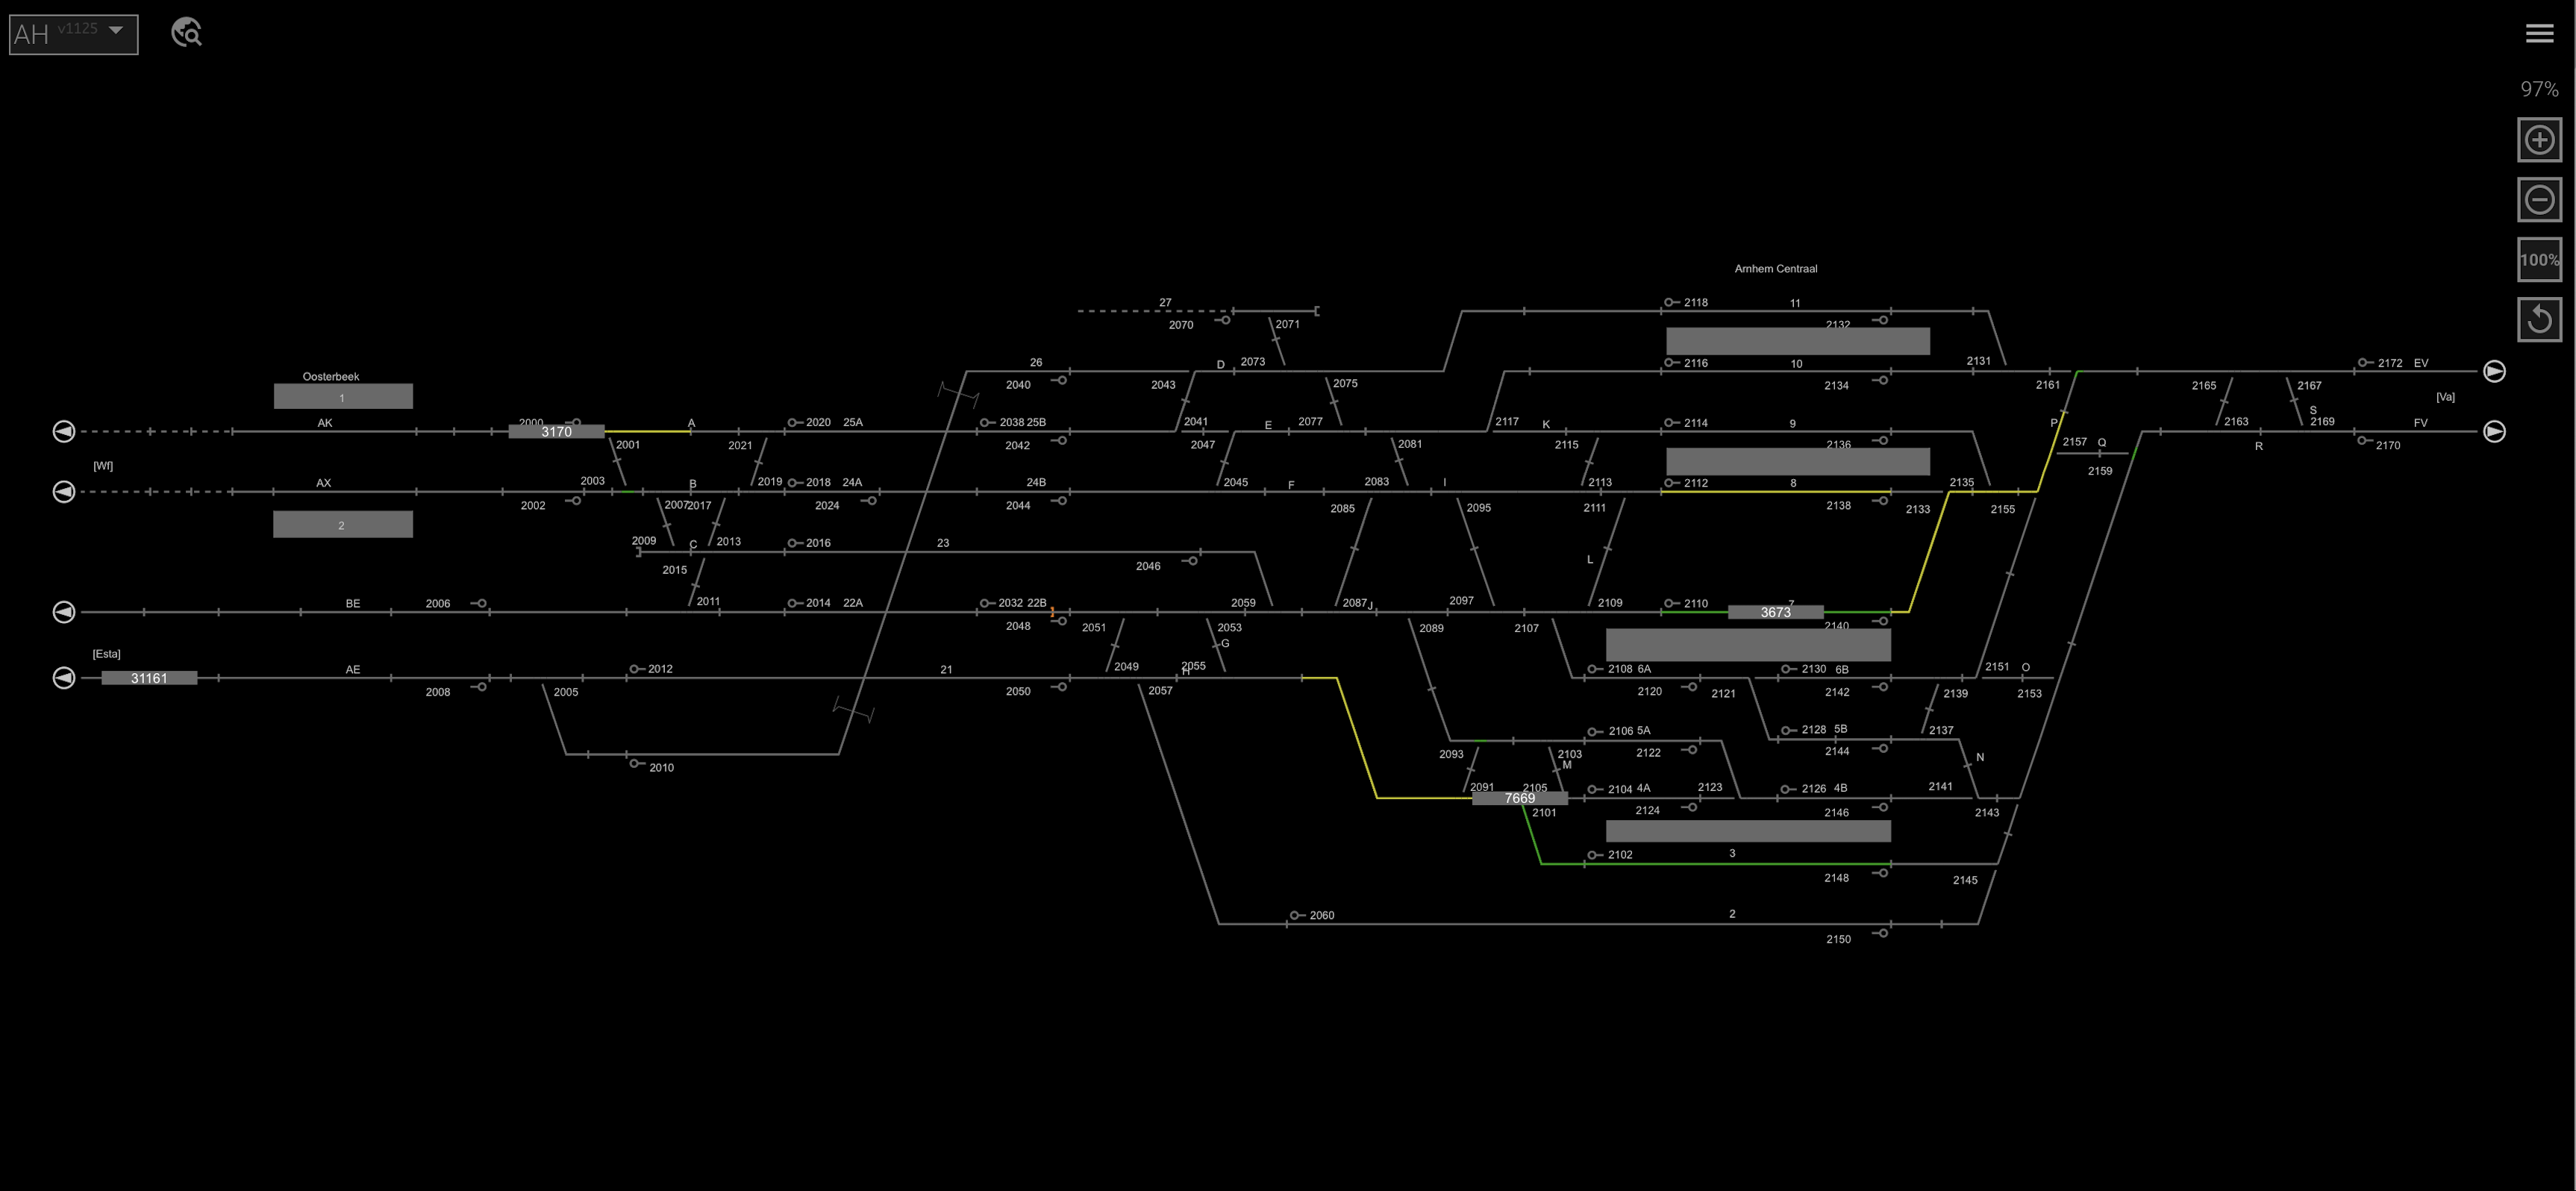 AH v1125
97%
100%
Arnhem Centraal
27 2118 11
2070 2071 2132
26 D 2073 2116 10 2131 2172 EV
Oosterbeek 2040 2043 2075 2134 2161 2165 2167
1 [Va]
AK 2000 A 2020 25A 2038 25B 2041 E 2077 2117 K 2114 9 P 2163 S 2169 FV
3170
2001 2021 2042 2047 2081 2115 2136 2157 Q R 2170
[Wf] 2159
AX 2003 B 2019 2018 24A 24B 2045 F 2083 I 2113 2112 8 2135
2002 2007 2017 2024 2044 2085 2095 2111 2138 2133 2155
2
2009 C 2013 2016 23
2015 2046 L
BE 2006 2011 2014 22A 2032 22B 2059 2087 J 2097 2109 2110 7
3673
2048 2051 2053 2089 2107 2140
G
[Esta] AE 2012 21 2049 2055 H 2108 6A 2130 6B 2151 O
31161
2008 2005 2050 2057 2120 2121 2142 2139 2153
2106 5A 2128 5B 2137
2093 2103 2122 2144 N
2010 M
2091 2105 2104 4A 2123 2126 4B 2141
7669
2101 2124 2146 2143
2102 3
2148 2145
2060 2
2150